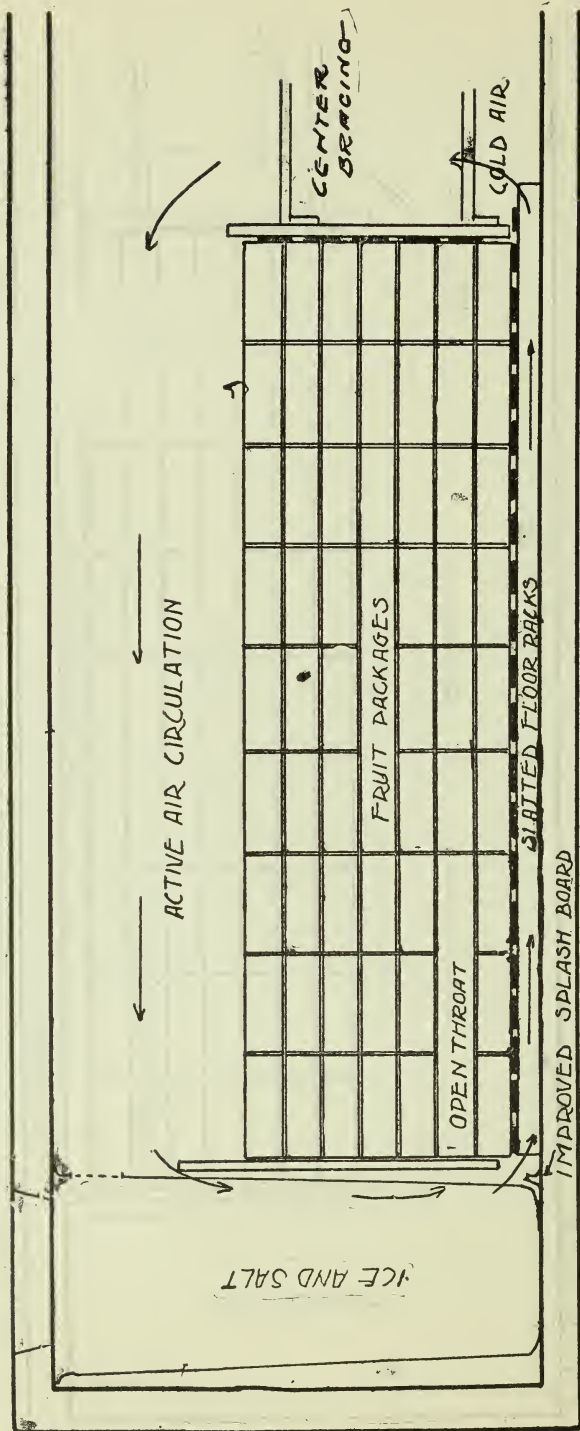 CENTER
BRACING
COLD AIR
ACTIVE AIR CIRCULATION
FRUIT PACKAGES
SLATTED FLOOR RACKS
OPEN THROAT
IMPROVED SPLASH BOARD
ICE AND SALT